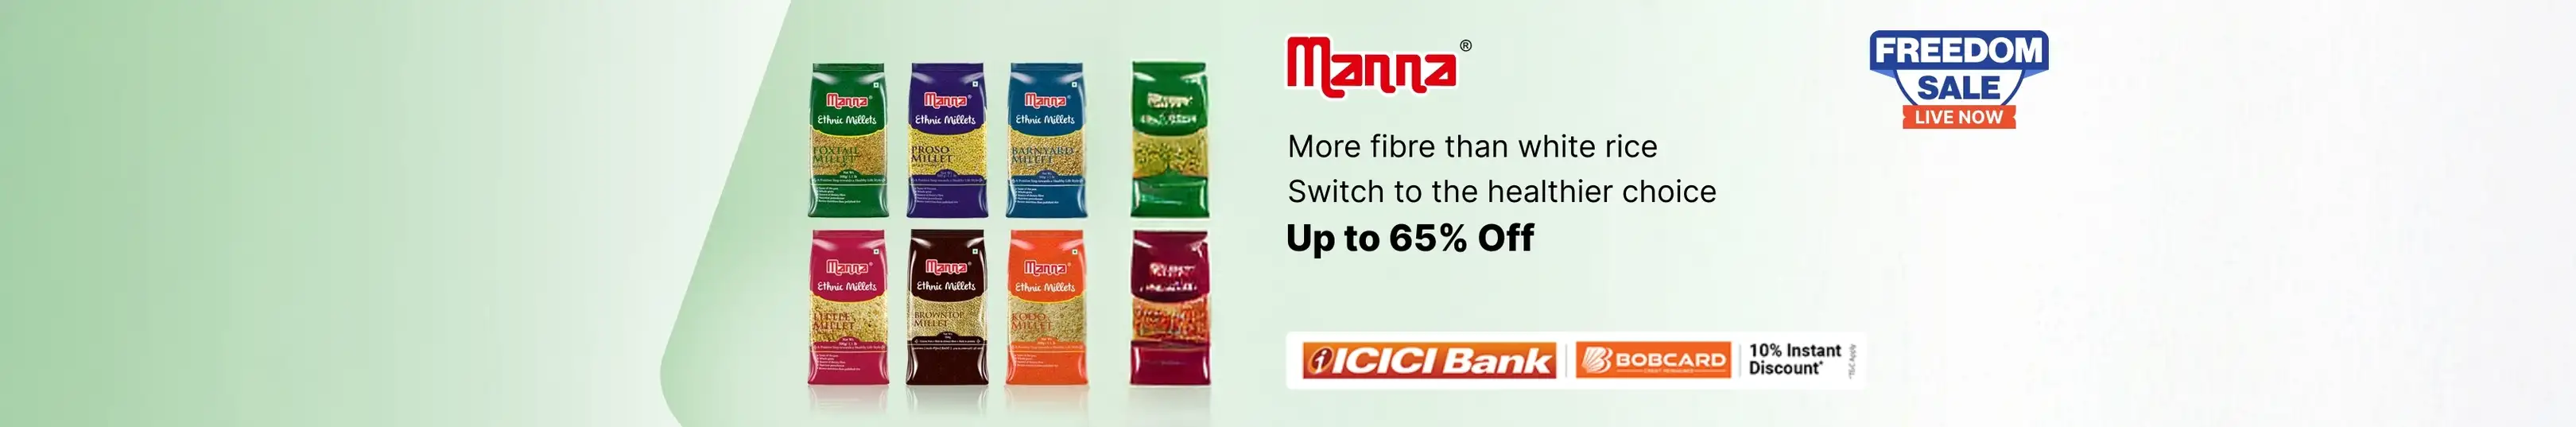 Manna®
More fibre than white rice
Switch to the healthier choice
Up to 65% Off
FREEDOM
SALE
LIVE NOW
ICICI Bank
BOBCARD
10% Instant
Discount*
*T&C Apply
Manna®
Ethnic Millets
FOXTAIL
MILLET
Manna®
Ethnic Millets
PROSO
MILLET
Manna®
Ethnic Millets
BARNYARD
MILLET
Manna®
Ethnic Millets
LITTLE
MILLET
Manna®
Ethnic Millets
BROWNTOP
MILLET
Manna®
Ethnic Millets
KODO
MILLET